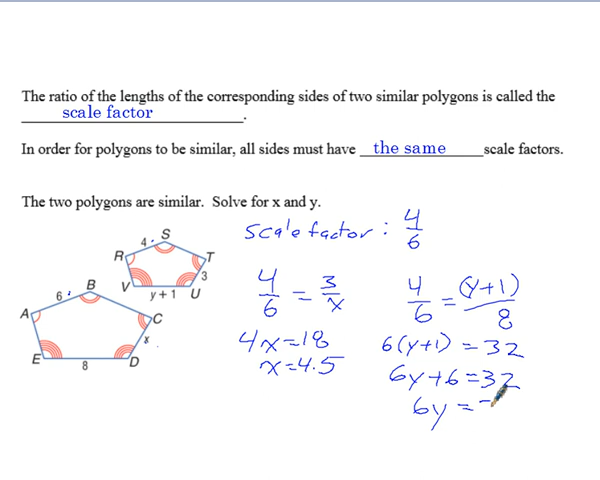 The ratio of the lengths of the corresponding sides of two similar polygons is called the
scale factor.
In order for polygons to be similar, all sides must have the same scale factors.
The two polygons are similar. Solve for x and y.
scale factor : 4/6
4 S
R T
3
V y + 1 U
6 B
A C
x
E 8 D
4/6 = 3/x
4x=18
x=4.5
4/6 = (y+1)/8
6(y+1) = 32
6y+6=32
6y =